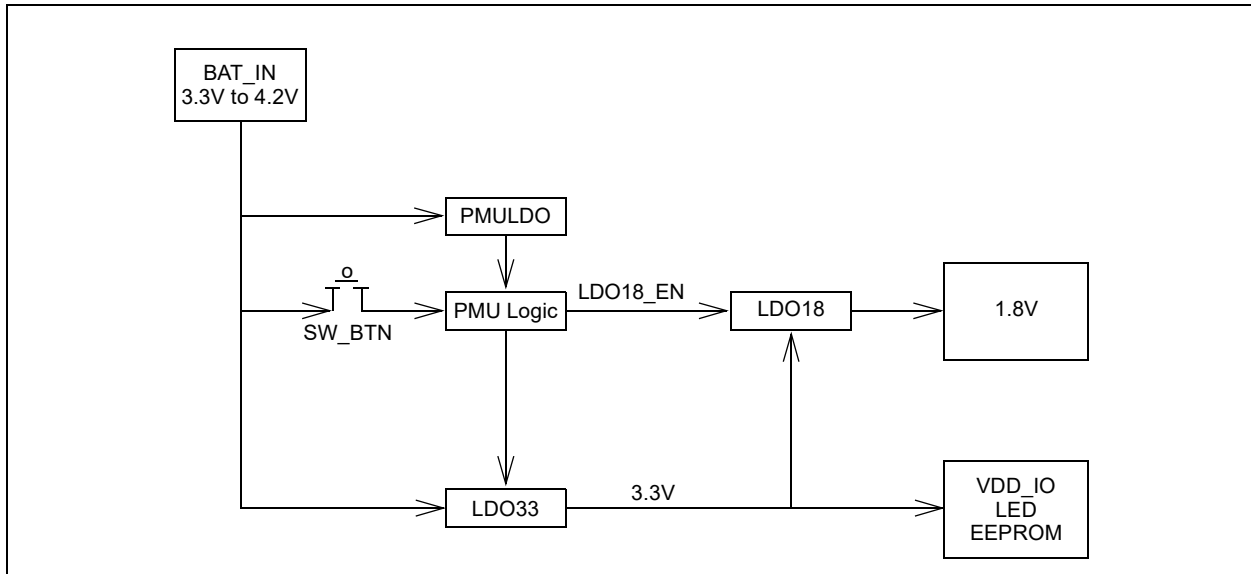 BAT_IN
3.3V to 4.2V
PMULDO
SW_BTN
PMU Logic
LDO18_EN
LDO18
1.8V
LDO33
3.3V
VDD_IO
LED
EEPROM